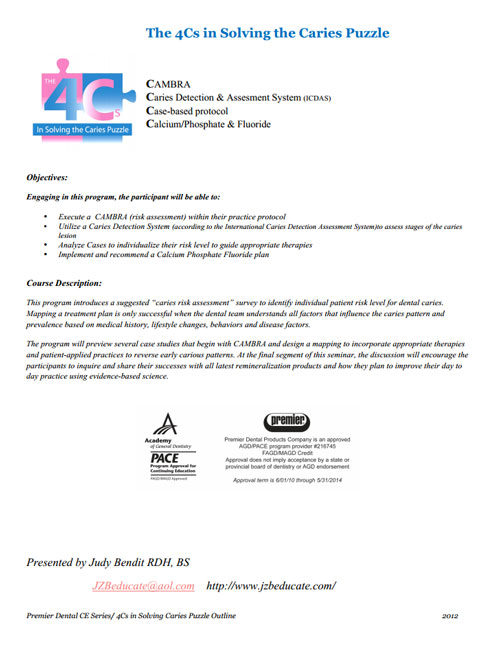 The 4Cs in Solving the Caries Puzzle
THE
4Cs
In Solving the Caries Puzzle
CAMBRA
Caries Detection & Assesment System (ICDAS)
Case-based protocol
Calcium/Phosphate & Fluoride
Objectives:
Engaging in this program, the participant will be able to:
• Execute a CAMBRA (risk assessment) within their practice protocol
• Utilize a Caries Detection System (according to the International Caries Detection Assessment System)to assess stages of the caries
lesion
• Analyze Cases to individualize their risk level to guide appropriate therapies
• Implement and recommend a Calcium Phosphate Fluoride plan
Course Description:
This program introduces a suggested "caries risk assessment" survey to identify individual patient risk level for dental caries.
Mapping a treatment plan is only successful when the dental team understands all factors that influence the caries pattern and
prevalence based on medical history, lifestyle changes, behaviors and disease factors.
The program will preview several case studies that begin with CAMBRA and design a mapping to incorporate appropriate therapies
and patient-applied practices to reverse early carious patterns. At the final segment of this seminar, the discussion will encourage the
participants to inquire and share their successes with all latest remineralization products and how they plan to improve their day to
day practice using evidence-based science.
Academy
of General Dentistry
PACE
Program Approval for
Continuing Education
FAGD/MAGD Approved
premier
Premier Dental Products Company is an approved
AGD/PACE program provider #216745
FAGD/MAGD Credit
Approval does not imply acceptance by a state or
provincial board of dentistry or AGD endorsement
Approval term is 6/01/10 through 5/31/2014
Presented by Judy Bendit RDH, BS
JZBeducate@aol.com http://www.jzbeducate.com/
Premier Dental CE Series/ 4Cs in Solving Caries Puzzle Outline 2012